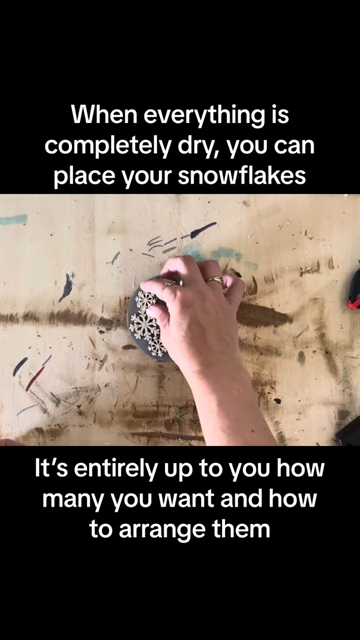 When everything is
completely dry, you can
place your snowflakes
It's entirely up to you how
many you want and how
to arrange them